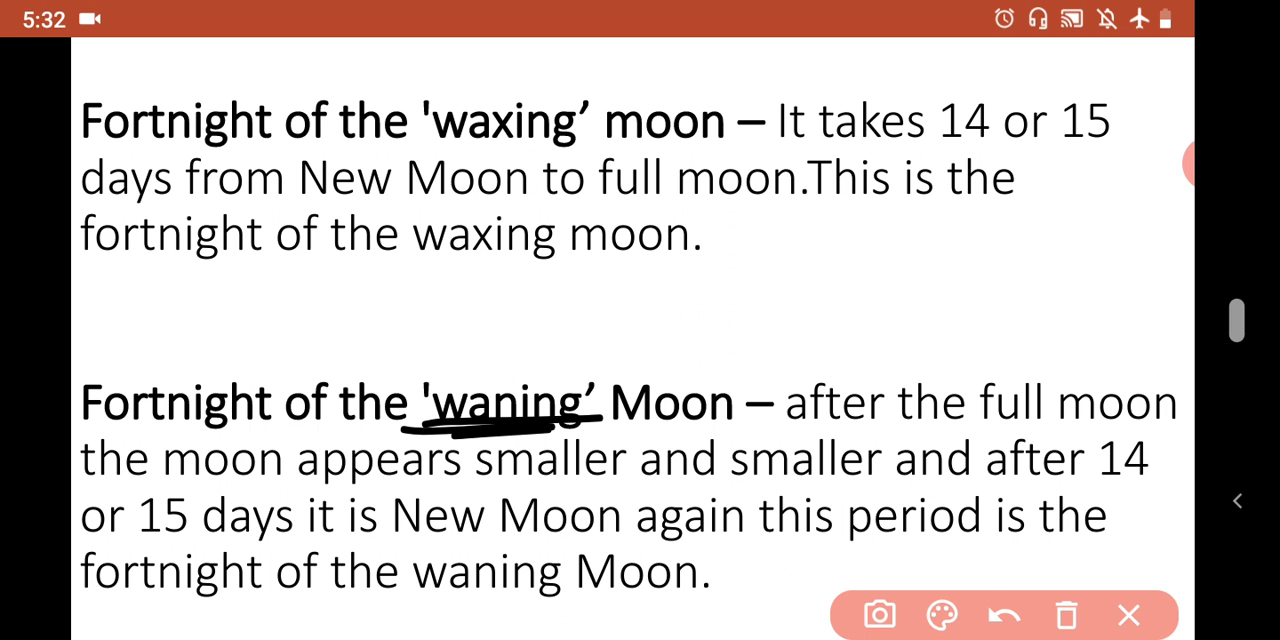 5:32
Fortnight of the 'waxing’ moon – It takes 14 or 15
days from New Moon to full moon.This is the
fortnight of the waxing moon.
Fortnight of the 'waning’ Moon – after the full moon
the moon appears smaller and smaller and after 14
or 15 days it is New Moon again this period is the
fortnight of the waning Moon.